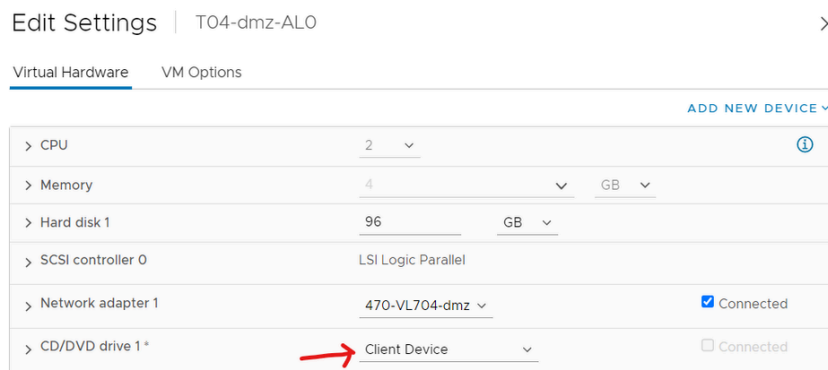 Edit Settings | T04-dmz-AL0
Virtual Hardware VM Options
ADD NEW DEVICE
CPU 2
Memory 4 GB
Hard disk 1 96 GB
SCSI controller 0 LSI Logic Parallel
Network adapter 1 470-VL704-dmz Connected
CD/DVD drive 1 * Client Device Connected